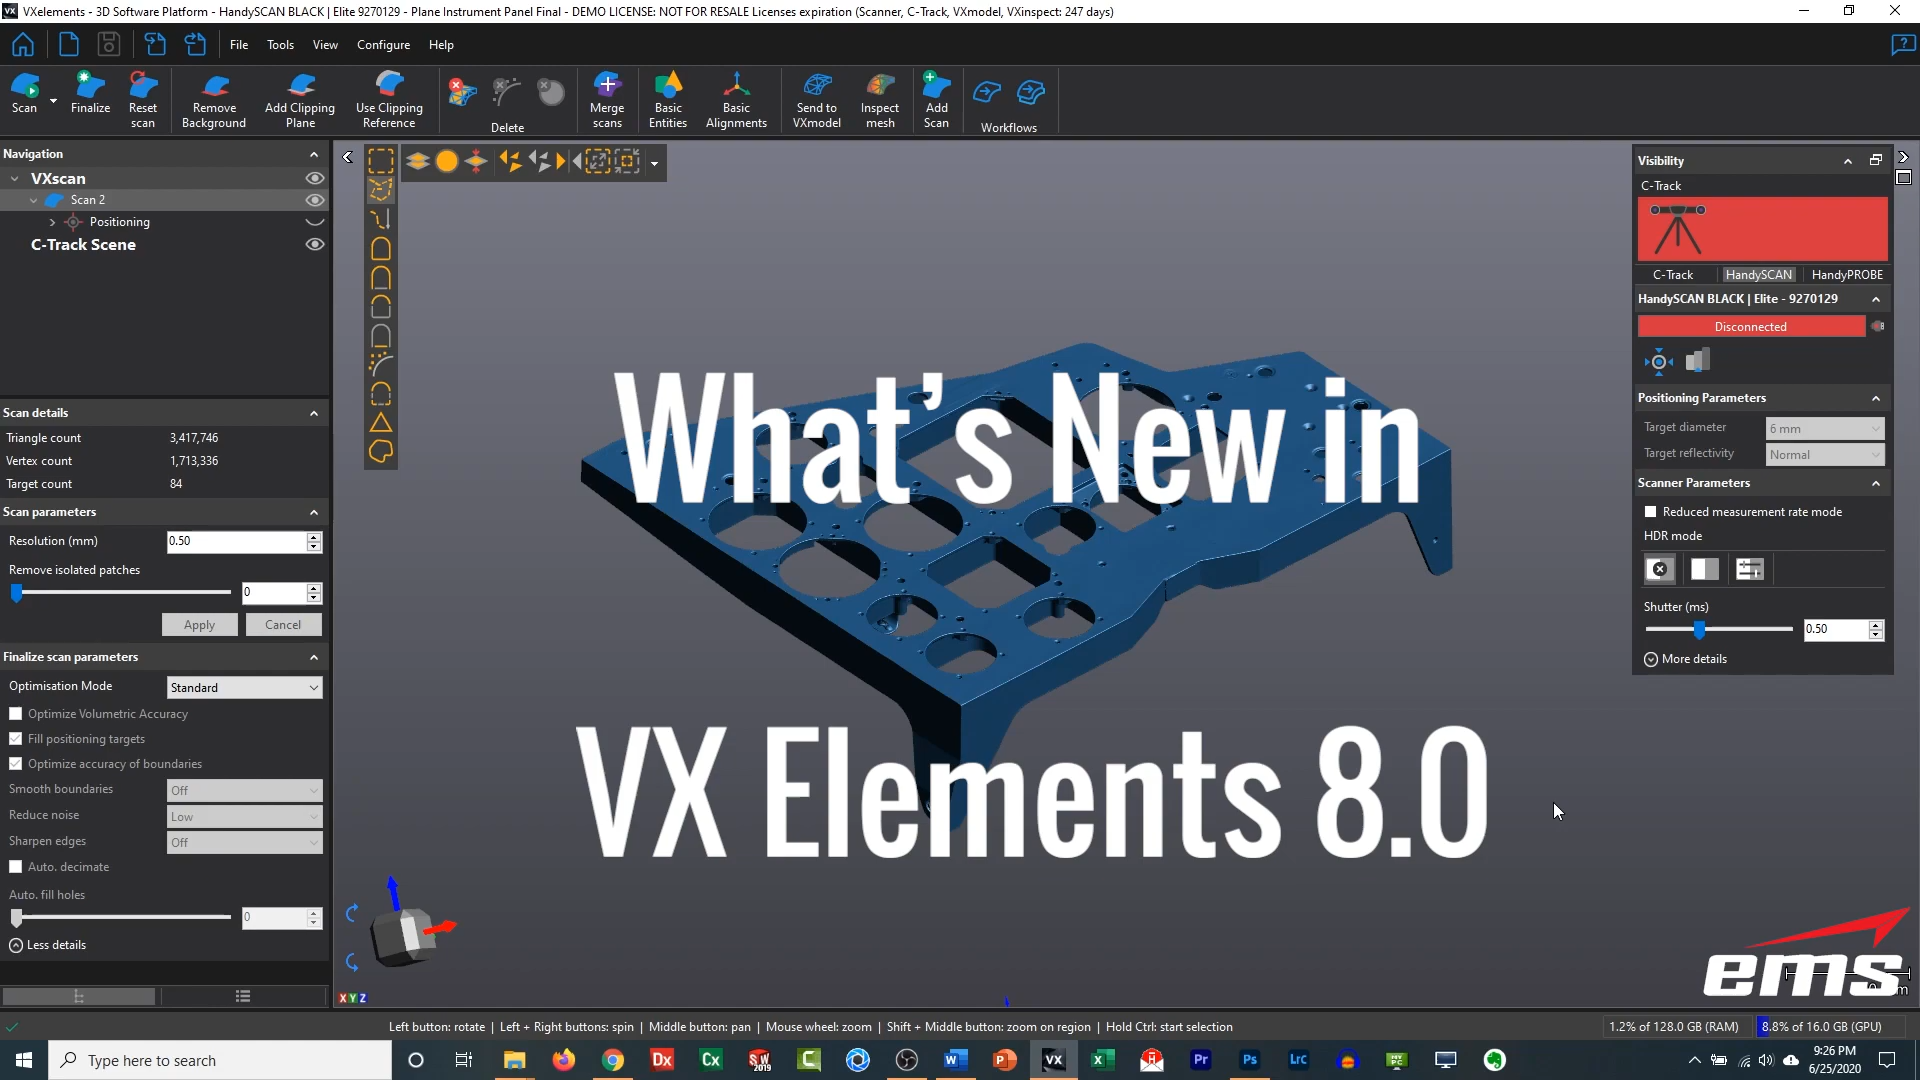 VXelements - 3D Software Platform - HandySCAN BLACK | Elite 9270129 - Plane Instrument Panel Final - DEMO LICENSE: NOT FOR RESALE Licenses expiration (Scanner, C-Track, VXmodel, VXinspect: 247 days)
File Tools View Configure Help
Scan
Finalize
Reset scan
Remove Background
Add Clipping Plane
Use Clipping Reference
Delete
Merge scans
Basic Entities
Basic Alignments
Send to VXmodel
Inspect mesh
Add Scan
Workflows
Navigation
VXscan
Scan 2
Positioning
C-Track Scene
Scan details
Triangle count 3,417,746
Vertex count 1,713,336
Target count 84
Scan parameters
Resolution (mm) 0.50
Remove isolated patches
0
Apply Cancel
Finalize scan parameters
Optimisation Mode Standard
Optimize Volumetric Accuracy
Fill positioning targets
Optimize accuracy of boundaries
Smooth boundaries Off
Reduce noise Low
Sharpen edges Off
Auto. decimate
Auto. fill holes
0
Less details
What's New in
VX Elements 8.0
XYZ
Visibility
C-Track
C-Track HandySCAN HandyPROBE
HandySCAN BLACK | Elite - 9270129
Disconnected
Positioning Parameters
Target diameter 6 mm
Target reflectivity Normal
Scanner Parameters
Reduced measurement rate mode
HDR mode
Shutter (ms)
0.50
More details
ems
Left button: rotate | Left + Right buttons: spin | Middle button: pan | Mouse wheel: zoom | Shift + Middle button: zoom on region | Hold Ctrl: start selection
1.2% of 128.0 GB (RAM) 8.8% of 16.0 GB (GPU)
Type here to search
9:26 PM
6/25/2020